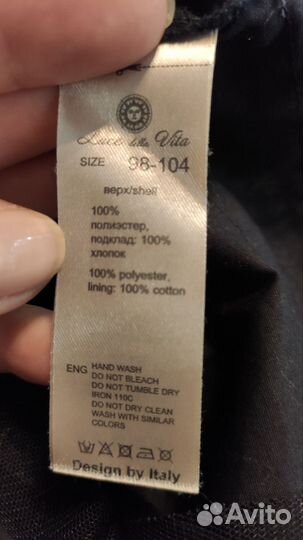 Luce della Vita
SIZE 98-104
верх/shell
100%
полиэстер,
подклад: 100%
хлопок
100% polyester,
lining: 100% cotton
ENG HAND WASH
DO NOT BLEACH
DO NOT TUMBLE DRY
IRON 110C
DO NOT DRY CLEAN
WASH WITH SIMILAR
COLORS
Design by Italy
Avito